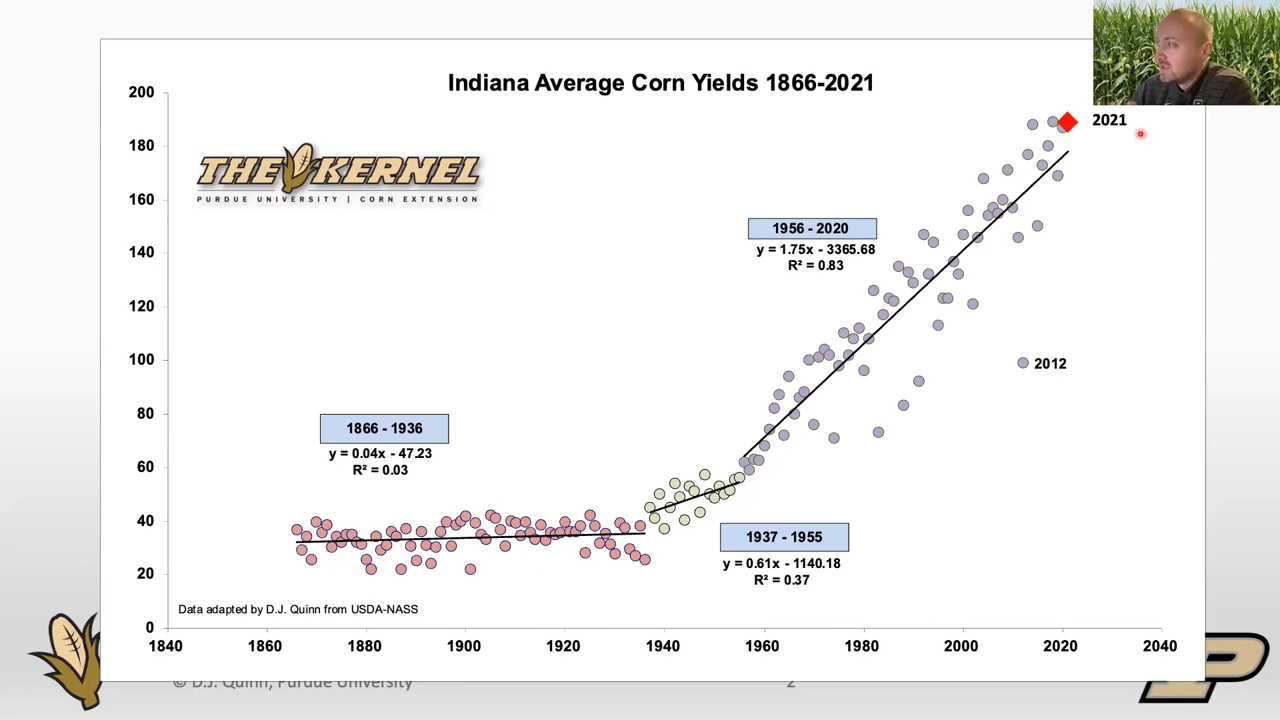 Indiana Average Corn Yields 1866-2021
THE KERNEL
PURDUE UNIVERSITY | CORN EXTENSION
200
180
160
140
120
100
80
60
40
20
0
2021
1956 - 2020
y = 1.75x - 3365.68
R² = 0.83
2012
1866 - 1936
y = 0.04x - 47.23
R² = 0.03
1937 - 1955
y = 0.61x - 1140.18
R² = 0.37
Data adapted by D.J. Quinn from USDA-NASS
1840 1860 1880 1900 1920 1940 1960 1980 2000 2020 2040
© D.J. Quinn, Purdue University
2
P